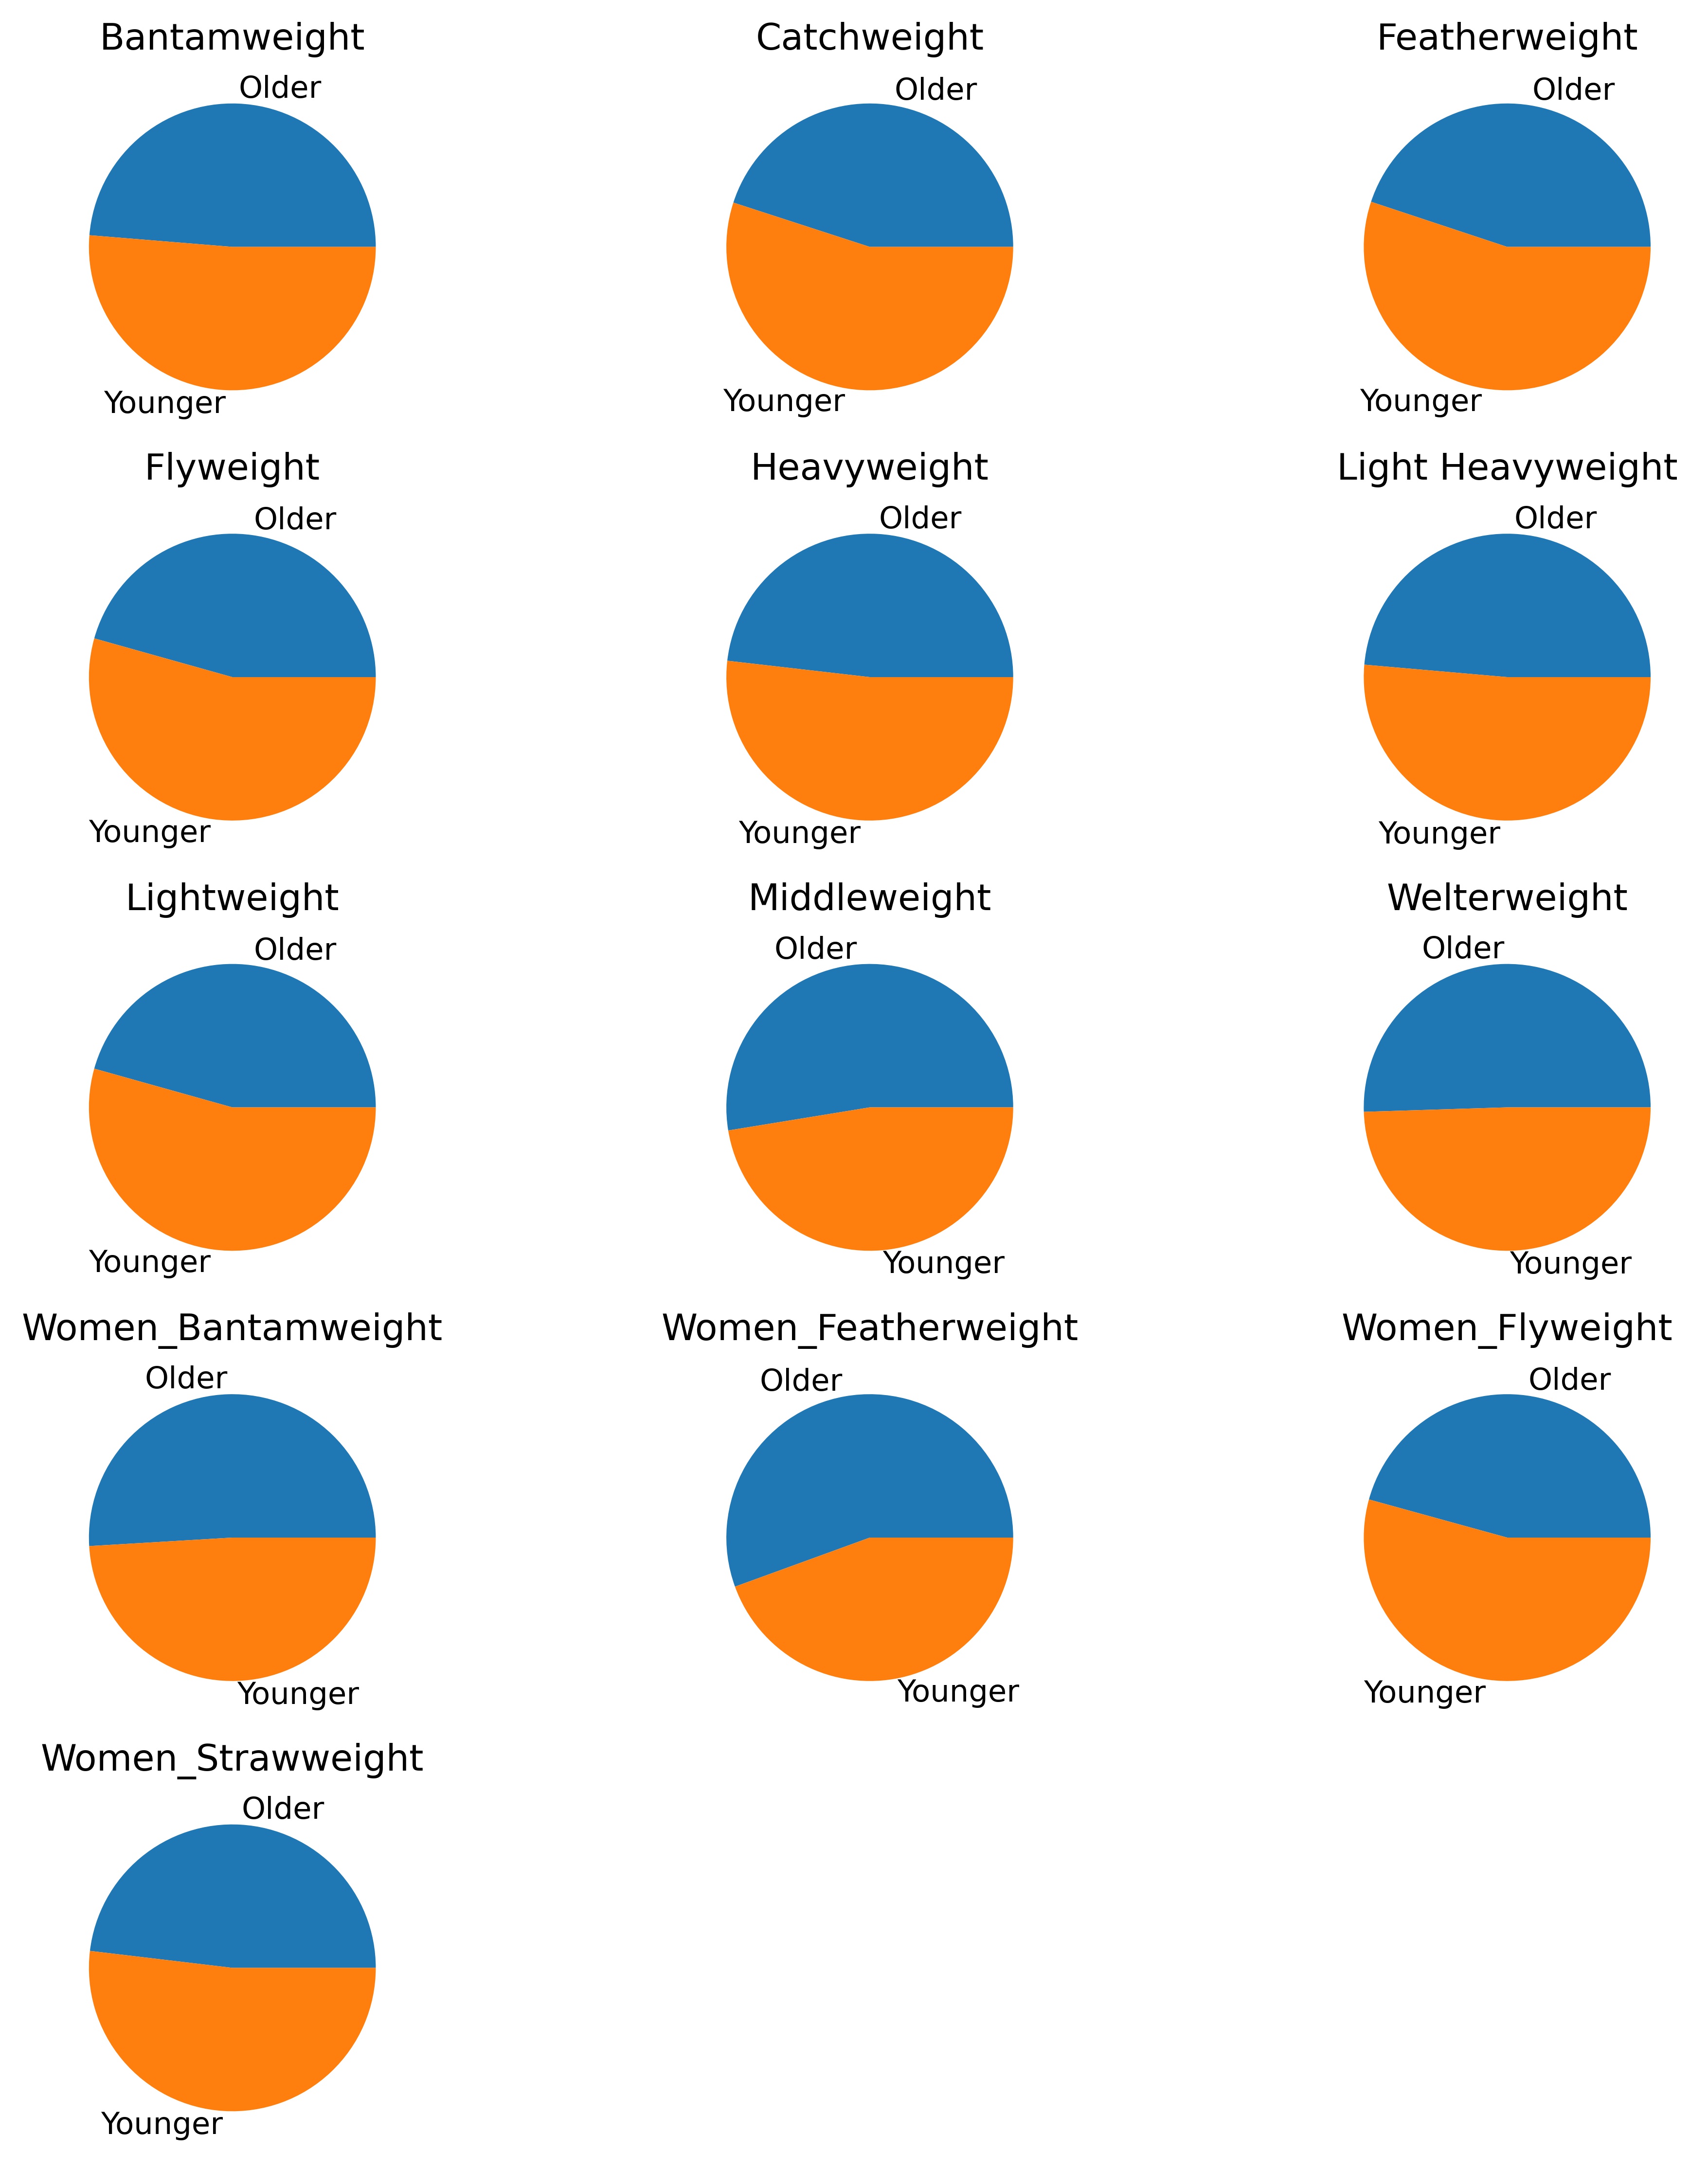 Bantamweight
Older
Younger
Catchweight
Older
Younger
Featherweight
Older
Younger
Flyweight
Older
Younger
Heavyweight
Older
Younger
Light Heavyweight
Older
Younger
Lightweight
Older
Younger
Middleweight
Older
Younger
Welterweight
Older
Younger
Women_Bantamweight
Older
Younger
Women_Featherweight
Older
Younger
Women_Flyweight
Older
Younger
Women_Strawweight
Older
Younger